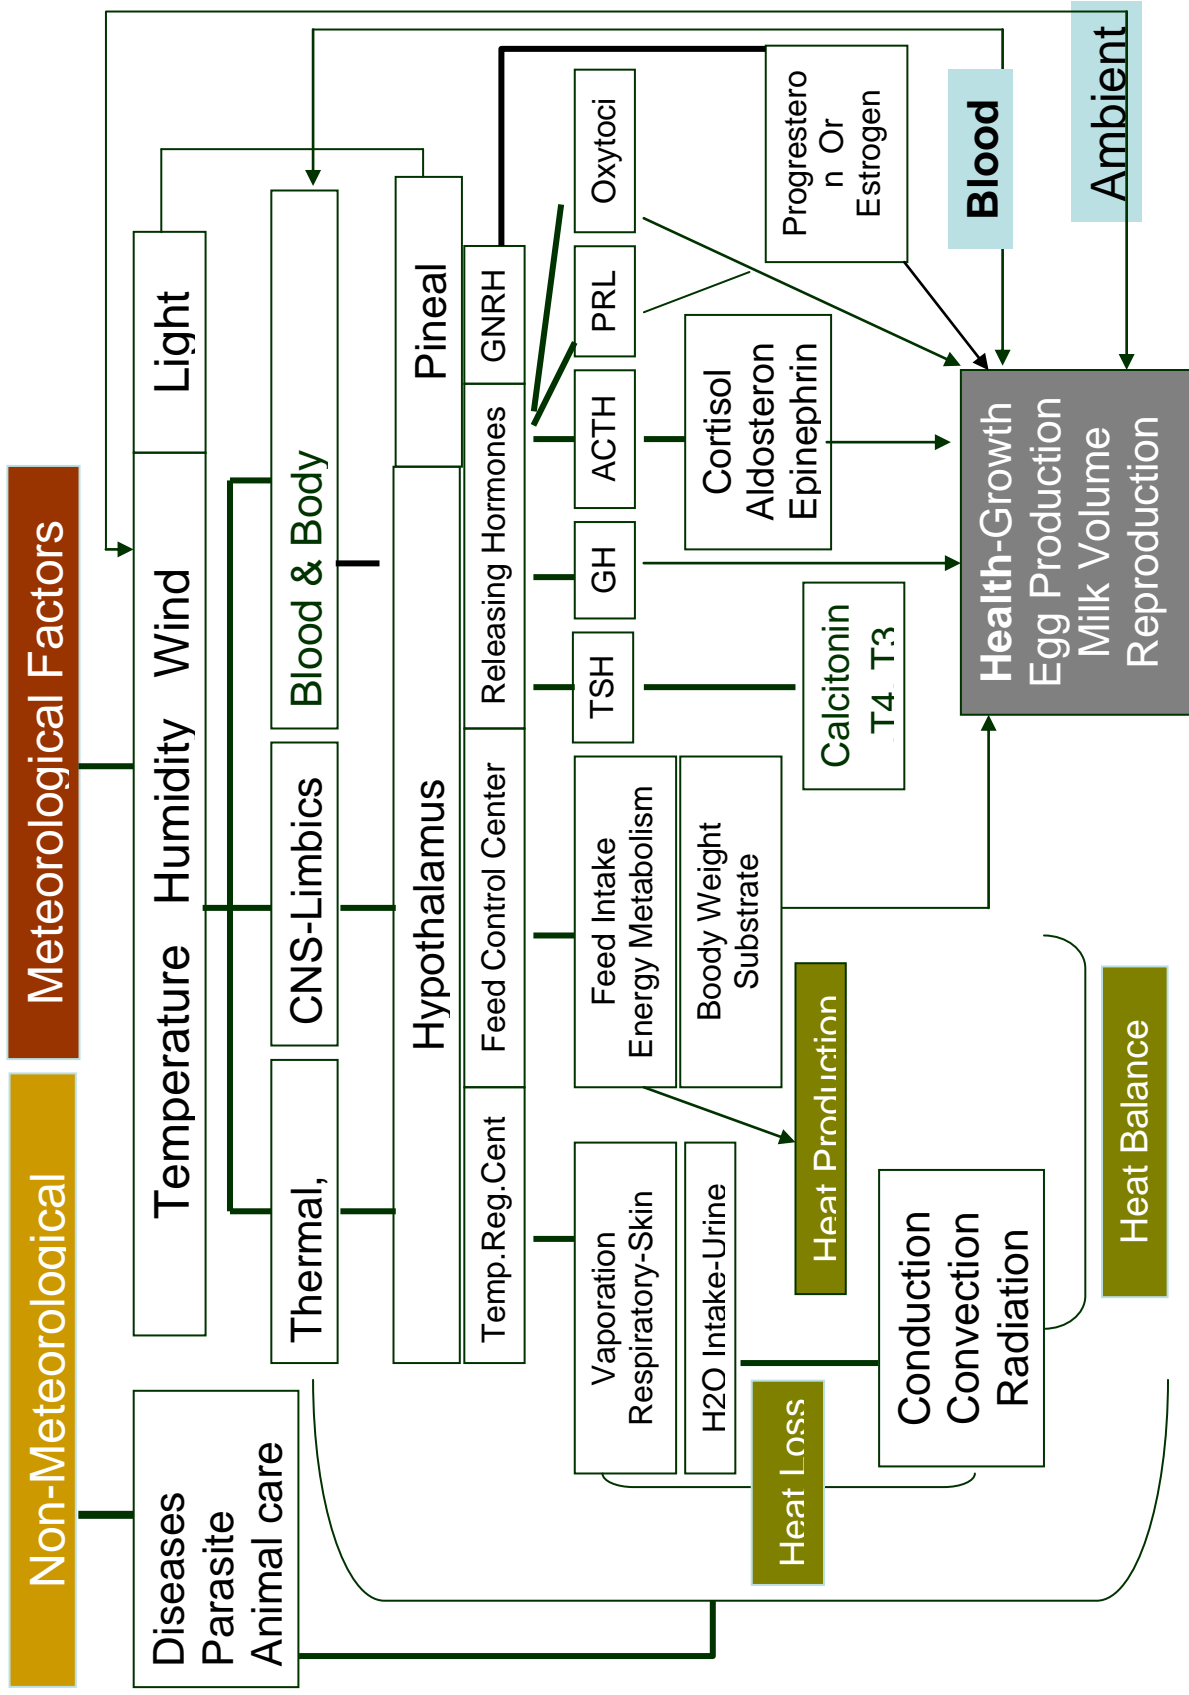 Non-Meteorological
Meteorological Factors
Diseases
Parasite
Animal care
Temperature Humidity Wind
Light
Thermal,
CNS-Limbics
Blood & Body
Hypothalamus
Pineal
Temp.Reg.Cent
Feed Control Center
Releasing Hormones
GNRH
Vaporation
Respiratory-Skin
H2O Intake-Urine
Feed Intake
Energy Metabolism
Boody Weight
Substrate
TSH
GH
ACTH
PRL
Oxytoci
Cortisol
Aldosteron
Epinephrin
Progestero
n Or
Estrogen
Calcitonin
T4, T3
Heat Loss
Heat Production
Conduction
Convection
Radiation
Heat Balance
Blood
Ambient
Health-Growth
Egg Production
Milk Volume
Reproduction